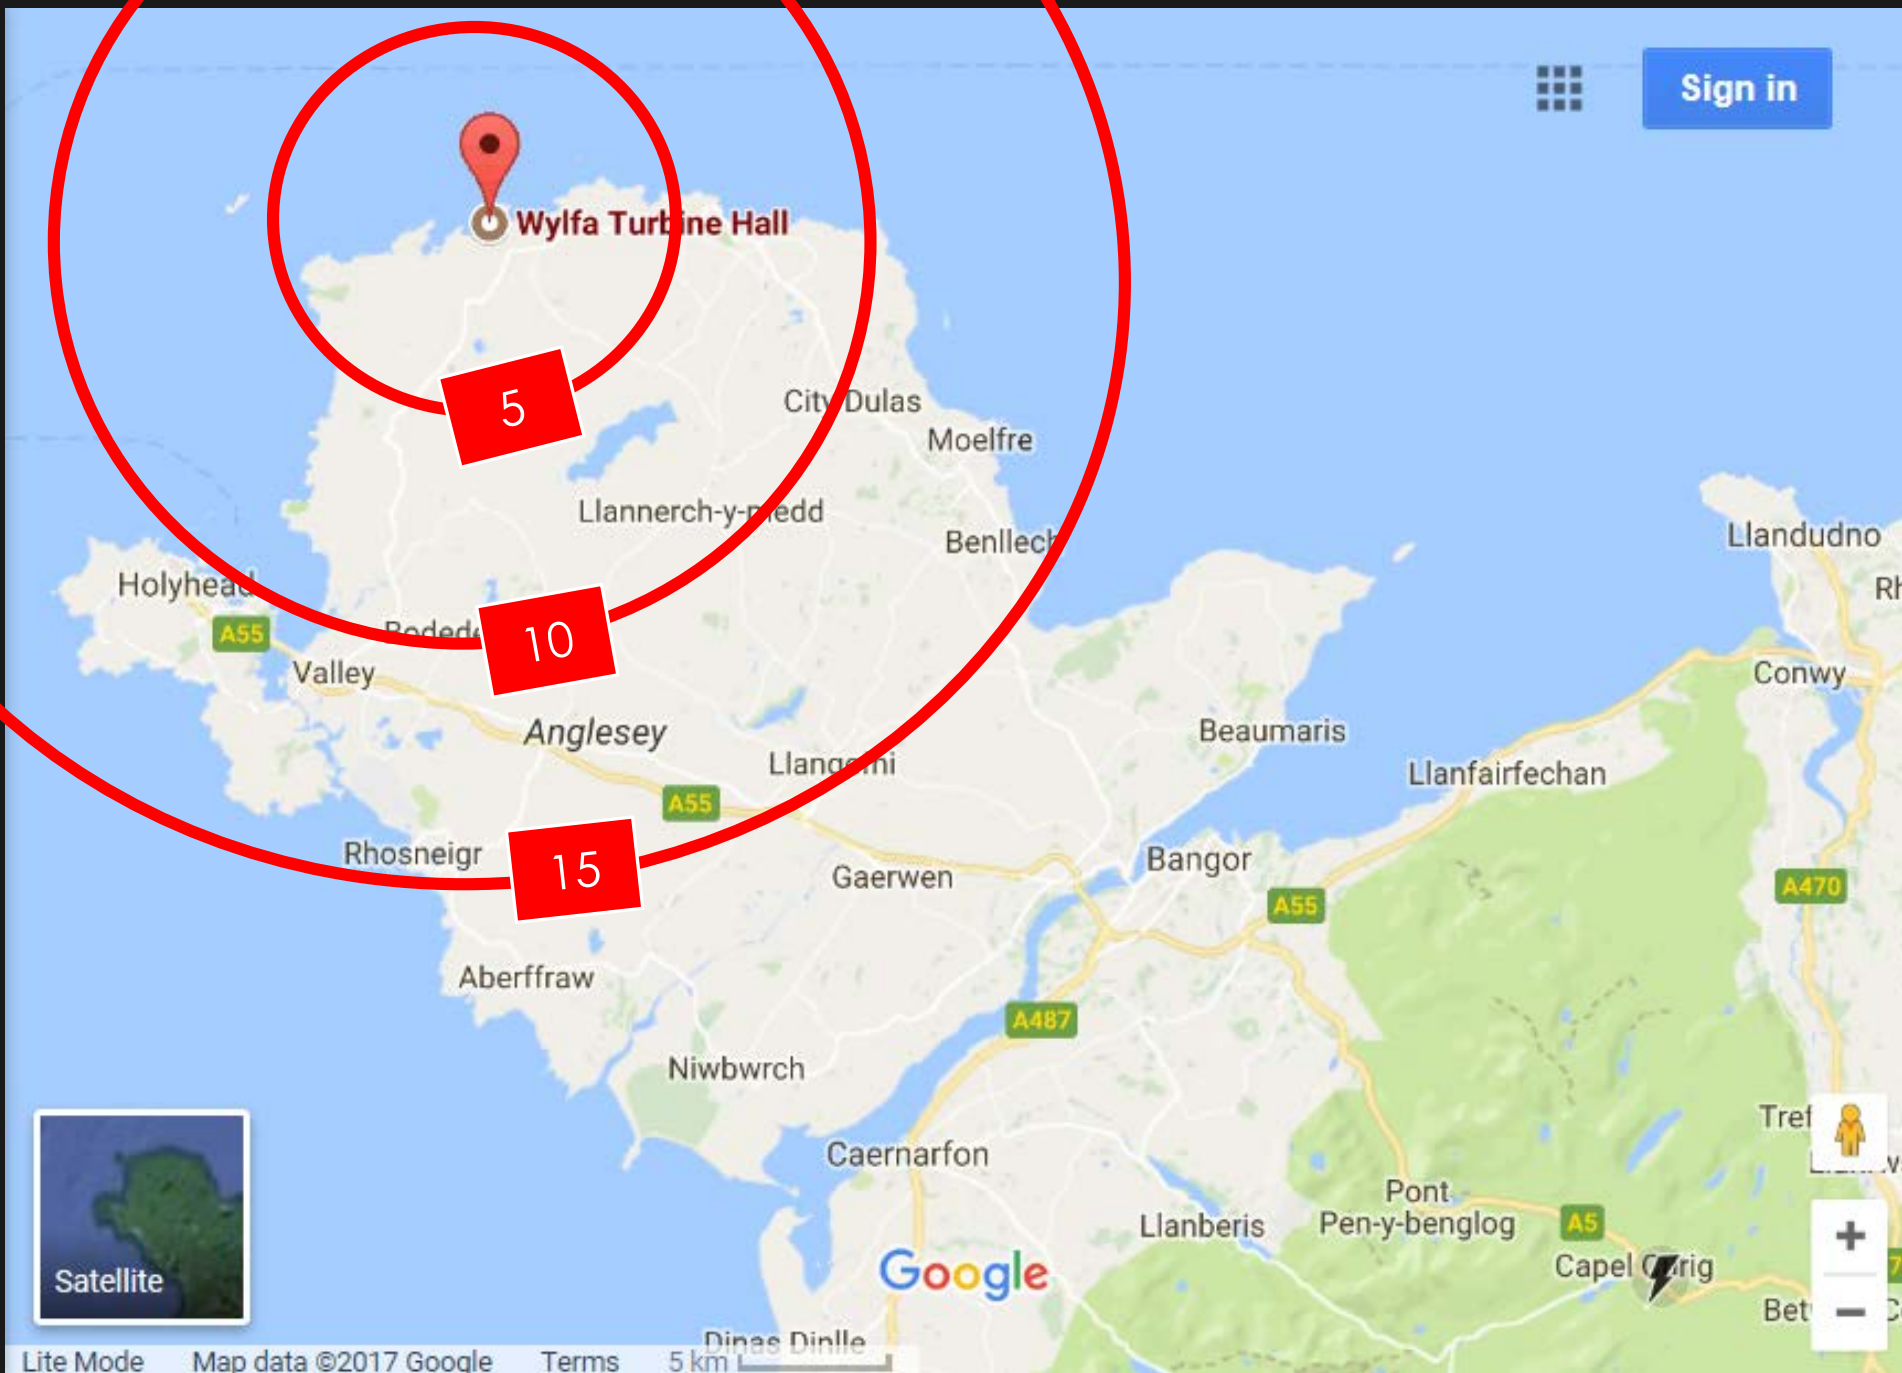 Sign in
Wylfa Turbine Hall
5
City Dulas
Moelfre
Llannerch-y-medd
Benllech
Llandudno
Holyhead
A55
10
Valley
Conwy
Anglesey
Beaumaris
Llangefni
Llanfairfechan
A55
Rhosneigr
15
Gaerwen
Bangor
A55
A470
Aberffraw
A487
Niwbwrch
Caernarfon
Pont
Pen-y-benglog
A5
Llanberis
Capel Curig
Google
Satellite
Dinas Dinlle
Lite Mode Map data ©2017 Google Terms 5 km